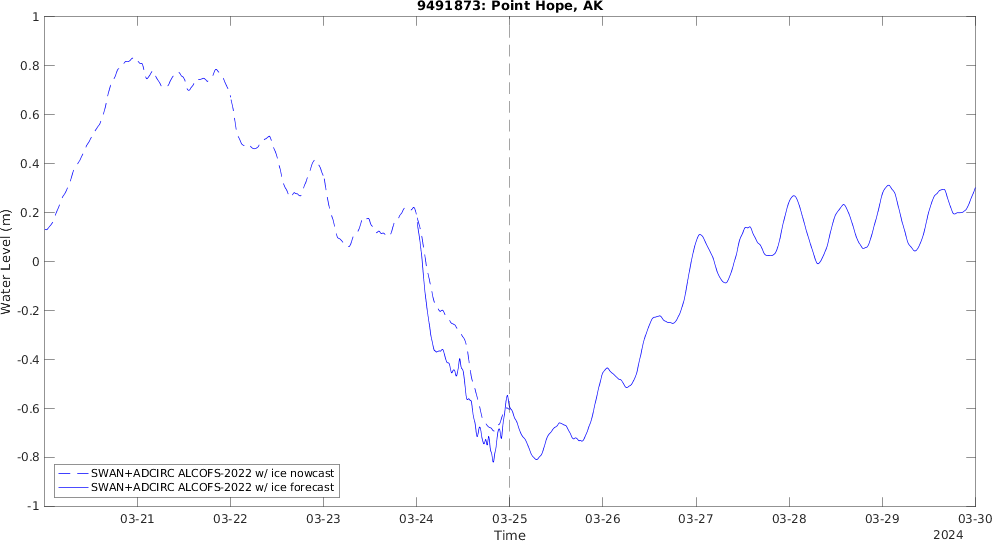 9491873: Point Hope, AK
1
0.8
0.6
0.4
0.2
0
-0.2
-0.4
-0.6
-0.8
-1
Water Level (m)
SWAN+ADCIRC ALCOFS-2022 w/ ice nowcast
SWAN+ADCIRC ALCOFS-2022 w/ ice forecast
03-21 03-22 03-23 03-24 03-25 03-26 03-27 03-28 03-29 03-30
Time
2024